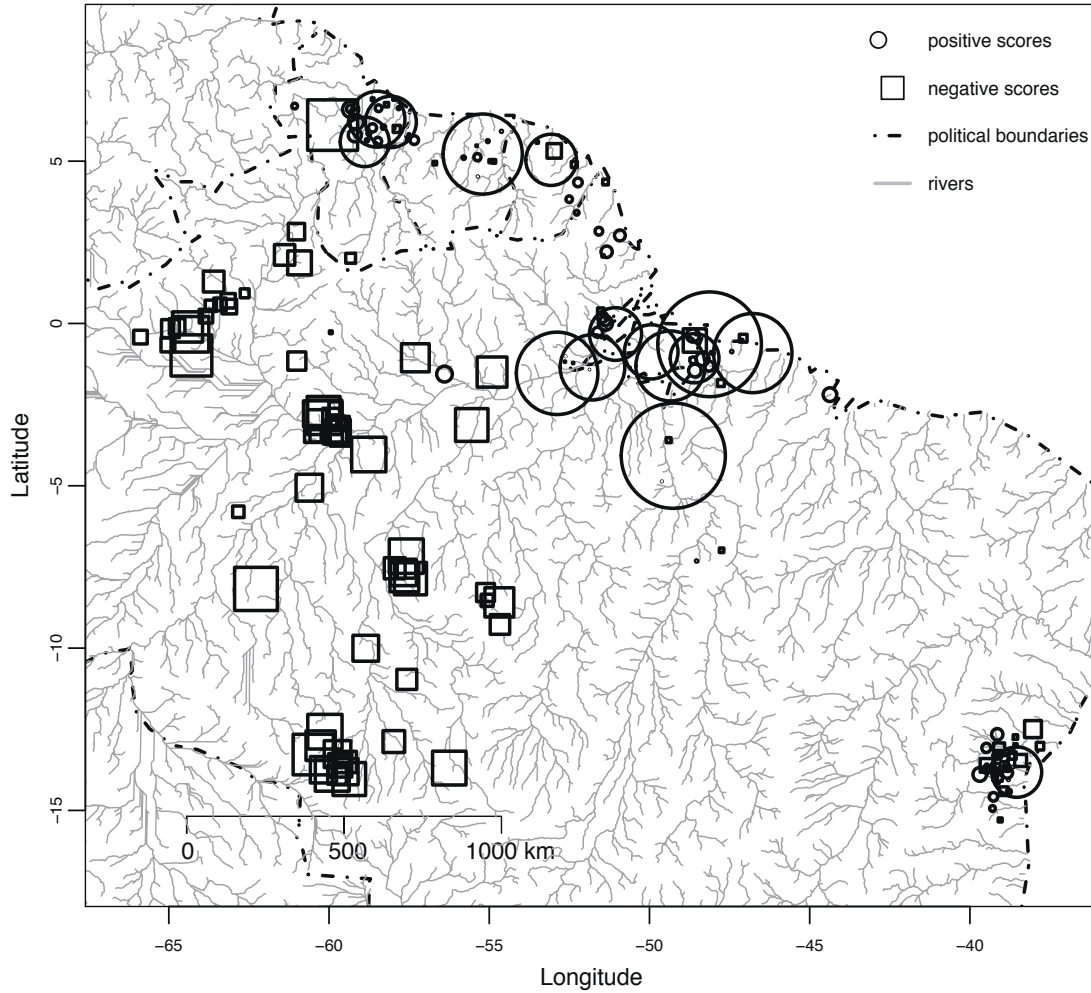 positive scores
negative scores
political boundaries
rivers
5
0
−5
−10
−15
Latitude
0 500 1000 km
−65 −60 −55 −50 −45 −40
Longitude